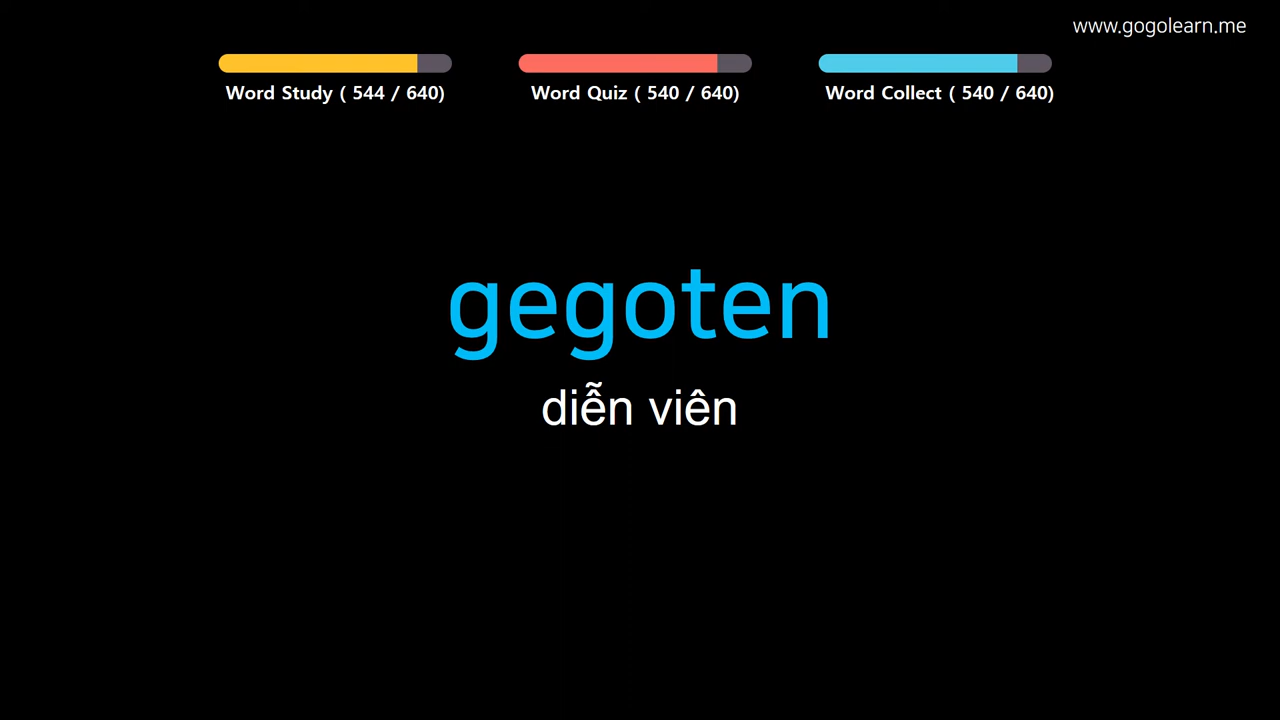 www.gogolearn.me
Word Study ( 544 / 640)
Word Quiz ( 540 / 640)
Word Collect ( 540 / 640)
gegoten
diễn viên